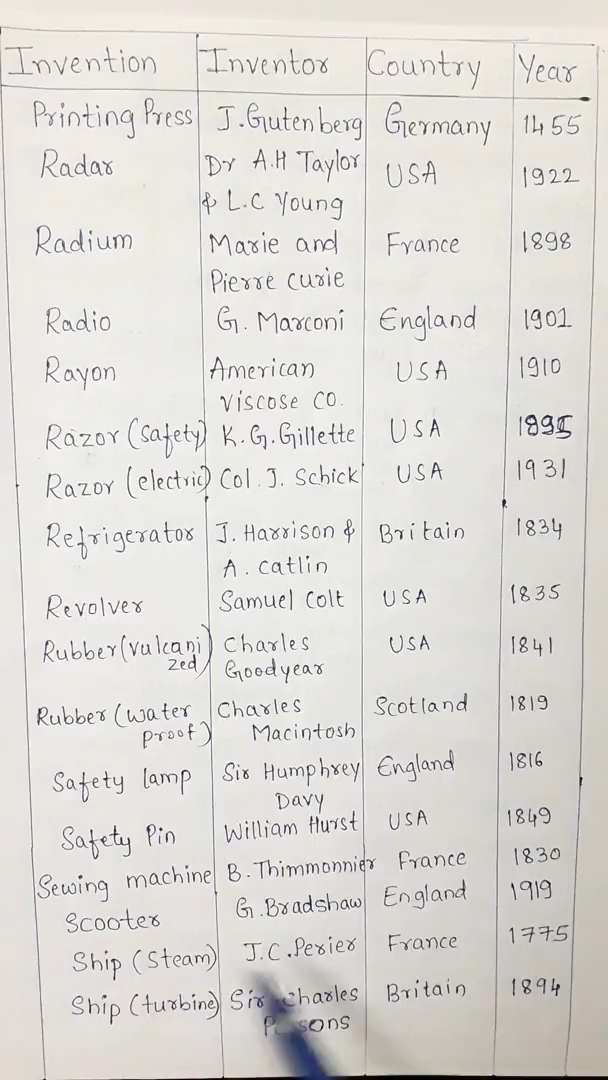 Invention Inventor Country Year
Printing Press J. Gutenberg Germany 1455
Radar Dr A.H Taylor USA 1922
& L.C Young
Radium Marie and France 1898
Pierre Curie
Radio G. Marconi England 1901
Rayon American USA 1910
Viscose CO.
Razor (safety) K.G. Gillette USA 1895
Razor (electric) Col. J. Schick USA 1931
Refrigerator J. Harrison & Britain 1834
A. Catlin
Revolver Samuel Colt USA 1835
Rubber (vulcani Charles USA 1841
zed) Goodyear
Rubber (water Charles Scotland 1819
proof) Macintosh
Safety lamp Sir Humphrey England 1816
Davy
Safety Pin William Hurst USA 1849
Sewing machine B. Thimmonnier France 1830
Scooter G. Bradshaw England 1919
Ship (Steam) J.C. Perier France 1775
Ship (turbine) Sir Charles Britain 1894